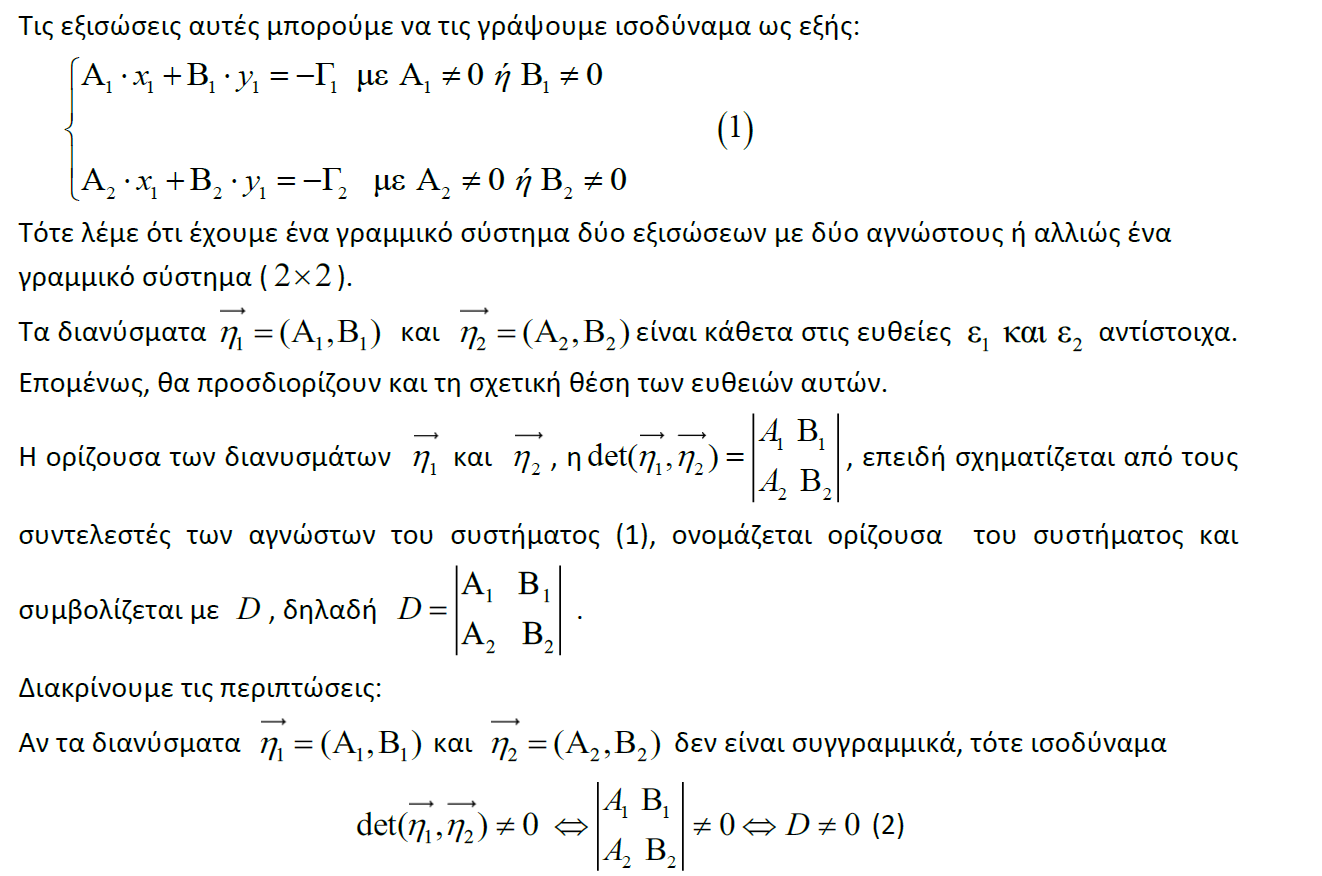 Τις εξισώσεις αυτές μπορούμε να τις γράψουμε ισοδύναμα ως εξής:
{ Α₁ · x₁ + Β₁ · y₁ = −Γ₁ με Α₁ ≠ 0 ή Β₁ ≠ 0
(1)
Α₂ · x₁ + Β₂ · y₁ = −Γ₂ με Α₂ ≠ 0 ή Β₂ ≠ 0
Τότε λέμε ότι έχουμε ένα γραμμικό σύστημα δύο εξισώσεων με δύο αγνώστους ή αλλιώς ένα
γραμμικό σύστημα ( 2×2 ).
Τα διανύσματα η₁⃗ = (Α₁, Β₁) και η₂⃗ = (Α₂, Β₂) είναι κάθετα στις ευθείες ε₁ και ε₂ αντίστοιχα.
Επομένως, θα προσδιορίζουν και τη σχετική θέση των ευθειών αυτών.
Η ορίζουσα των διανυσμάτων η₁⃗ και η₂⃗ , η det(η₁⃗, η₂⃗) = |A₁ Β₁ ; A₂ Β₂| , επειδή σχηματίζεται από τους
συντελεστές των αγνώστων του συστήματος (1), ονομάζεται ορίζουσα του συστήματος και
συμβολίζεται με D , δηλαδή D = |Α₁ Β₁ ; Α₂ Β₂| .
Διακρίνουμε τις περιπτώσεις:
Αν τα διανύσματα η₁⃗ = (Α₁, Β₁) και η₂⃗ = (Α₂, Β₂) δεν είναι συγγραμμικά, τότε ισοδύναμα
det(η₁⃗, η₂⃗) ≠ 0 ⇔ |A₁ Β₁ ; A₂ Β₂| ≠ 0 ⇔ D ≠ 0 (2)